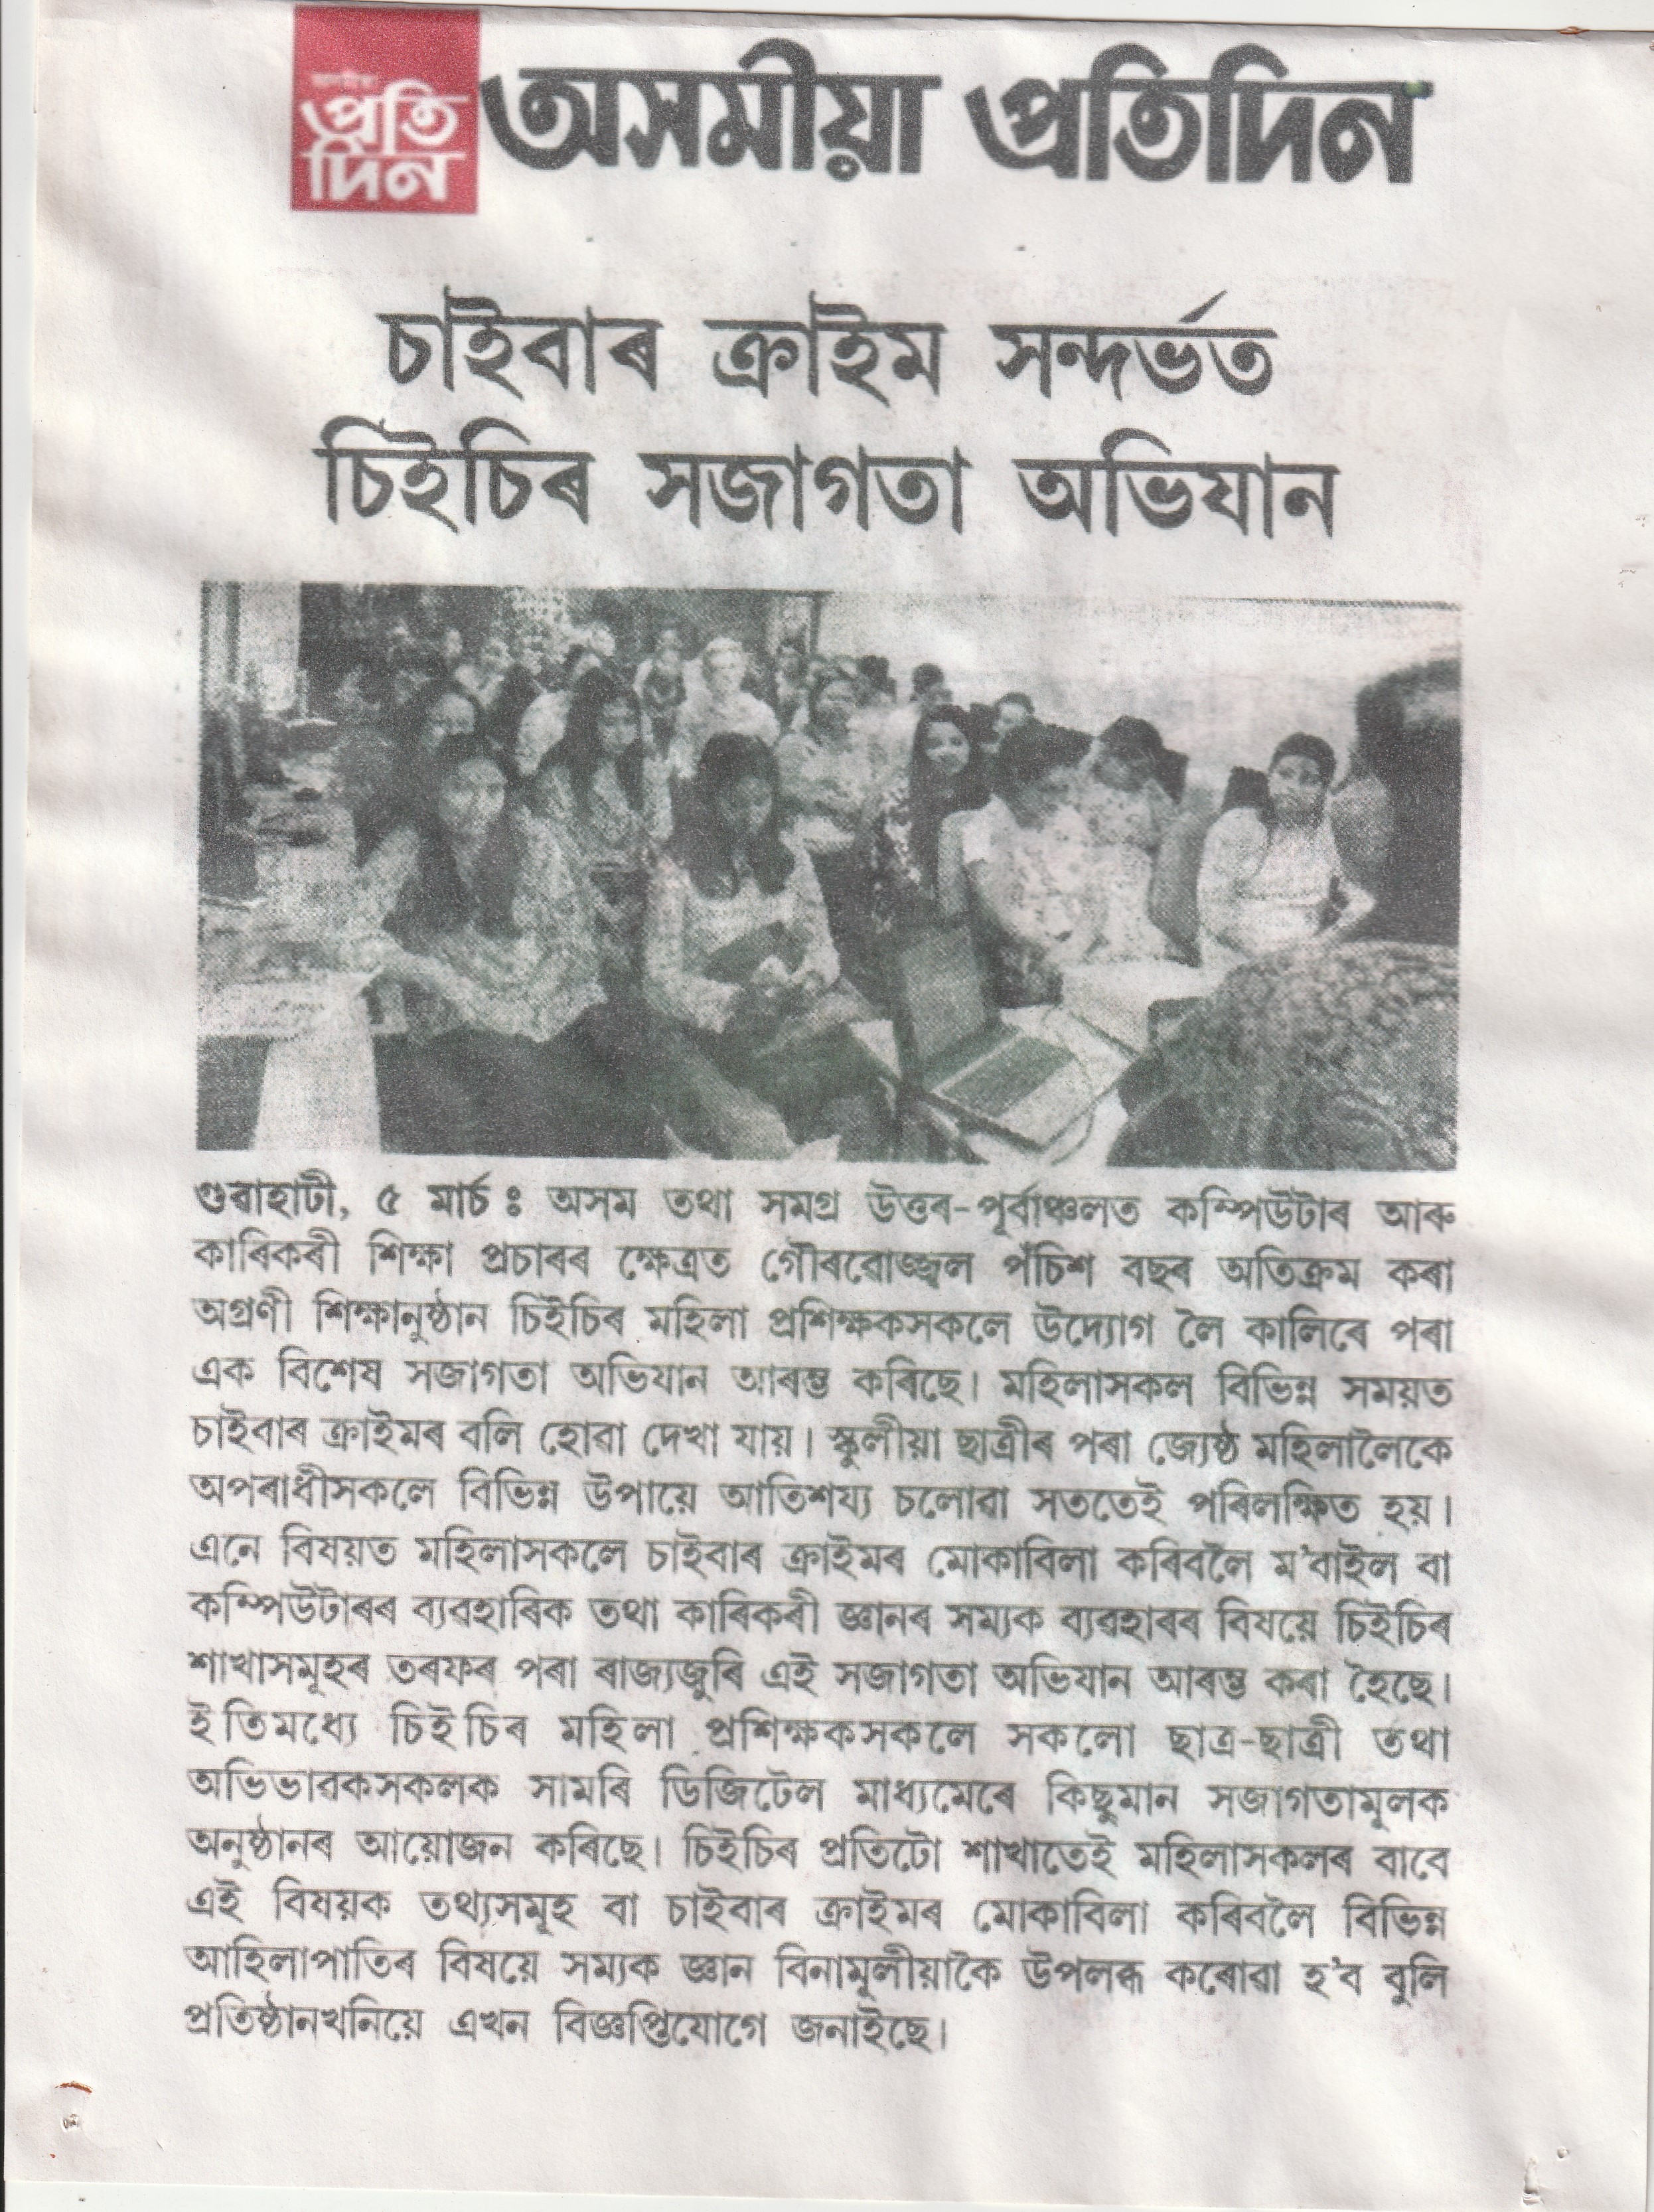 প্ৰতি
দিন
অসমীয়া প্ৰতিদিন
চাইবাৰ ক্ৰাইম সন্দৰ্ভত
চিইচিৰ সজাগতা অভিযান
গুৱাহাটী, ৫ মাৰ্চ ঃ অসম তথা সমগ্ৰ উত্তৰ-পূৰ্বাঞ্চলত কম্পিউটাৰ আৰু
কাৰিকৰী শিক্ষা প্ৰচাৰৰ ক্ষেত্ৰত গৌৰৱোজ্জ্বল পঁচিশ বছৰ অতিক্ৰম কৰা
অগ্ৰণী শিক্ষানুষ্ঠান চিইচিৰ মহিলা প্ৰশিক্ষকসকলে উদ্যোগ লৈ কালিৰে পৰা
এক বিশেষ সজাগতা অভিযান আৰম্ভ কৰিছে। মহিলাসকল বিভিন্ন সময়ত
চাইবাৰ ক্ৰাইমৰ বলি হোৱা দেখা যায়। স্কুলীয়া ছাত্ৰীৰ পৰা জ্যেষ্ঠ মহিলালৈকে
অপৰাধীসকলে বিভিন্ন উপায়ে আতিশয্য চলোৱা সততেই পৰিলক্ষিত হয়।
এনে বিষয়ত মহিলাসকলে চাইবাৰ ক্ৰাইমৰ মোকাবিলা কৰিবলৈ ম'বাইল বা
কম্পিউটাৰৰ ব্যৱহাৰিক তথা কাৰিকৰী জ্ঞানৰ সম্যক ব্যৱহাৰৰ বিষয়ে চিইচিৰ
শাখাসমূহৰ তৰফৰ পৰা ৰাজ্যজুৰি এই সজাগতা অভিযান আৰম্ভ কৰা হৈছে।
ইতিমধ্যে চিইচিৰ মহিলা প্ৰশিক্ষকসকলে সকলো ছাত্ৰ-ছাত্ৰী তথা
অভিভাৱকসকলক সামৰি ডিজিটেল মাধ্যমেৰে কিছুমান সজাগতামূলক
অনুষ্ঠানৰ আয়োজন কৰিছে। চিইচিৰ প্ৰতিটো শাখাতেই মহিলাসকলৰ বাবে
এই বিষয়ক তথ্যসমূহ বা চাইবাৰ ক্ৰাইমৰ মোকাবিলা কৰিবলৈ বিভিন্ন
আহিলাপাতিৰ বিষয়ে সম্যক জ্ঞান বিনামূলীয়াকৈ উপলব্ধ কৰোৱা হ'ব বুলি
প্ৰতিষ্ঠানখনিয়ে এখন বিজ্ঞপ্তিযোগে জনাইছে।